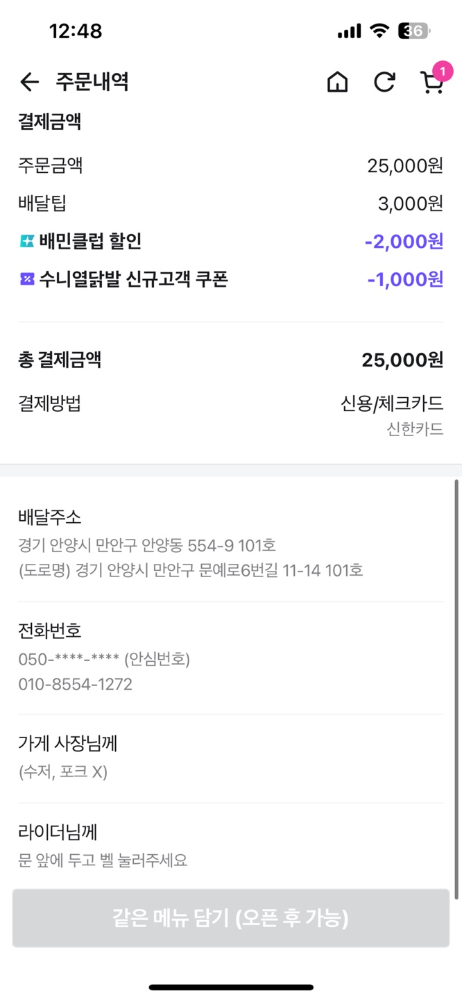 12:48
36
주문내역
1
결제금액
주문금액 25,000원
배달팁 3,000원
배민클럽 할인 -2,000원
수니열닭발 신규고객 쿠폰 -1,000원
총 결제금액 25,000원
결제방법 신용/체크카드
신한카드
배달주소
경기 안양시 만안구 안양동 554-9 101호
(도로명) 경기 안양시 만안구 문예로6번길 11-14 101호
전화번호
050-****-**** (안심번호)
010-8554-1272
가게 사장님께
(수저, 포크 X)
라이더님께
문 앞에 두고 벨 눌러주세요
같은 메뉴 담기 (오픈 후 가능)